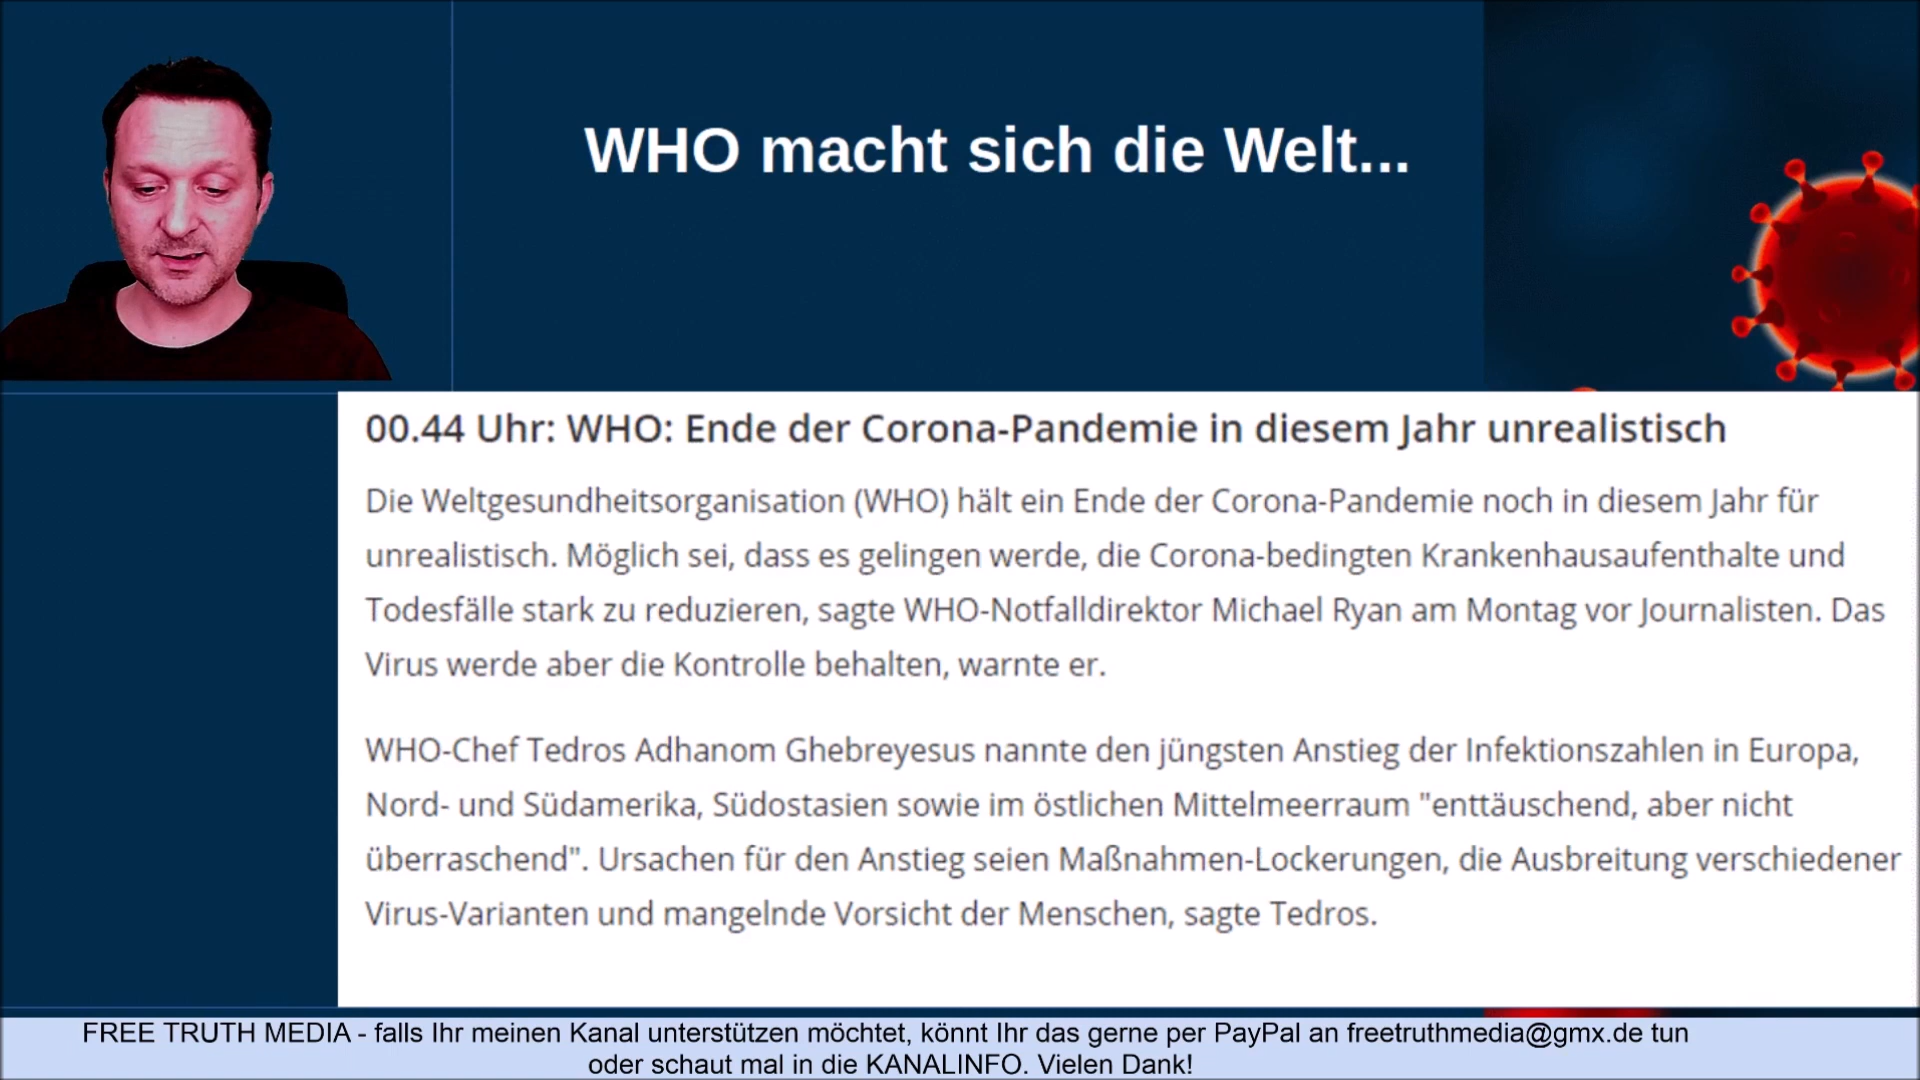 WHO macht sich die Welt...
00.44 Uhr: WHO: Ende der Corona-Pandemie in diesem Jahr unrealistisch
Die Weltgesundheitsorganisation (WHO) hält ein Ende der Corona-Pandemie noch in diesem Jahr für
unrealistisch. Möglich sei, dass es gelingen werde, die Corona-bedingten Krankenhausaufenthalte und
Todesfälle stark zu reduzieren, sagte WHO-Notfalldirektor Michael Ryan am Montag vor Journalisten. Das
Virus werde aber die Kontrolle behalten, warnte er.
WHO-Chef Tedros Adhanom Ghebreyesus nannte den jüngsten Anstieg der Infektionszahlen in Europa,
Nord- und Südamerika, Südostasien sowie im östlichen Mittelmeerraum "enttäuschend, aber nicht
überraschend". Ursachen für den Anstieg seien Maßnahmen-Lockerungen, die Ausbreitung verschiedener
Virus-Varianten und mangelnde Vorsicht der Menschen, sagte Tedros.
FREE TRUTH MEDIA - falls Ihr meinen Kanal unterstützen möchtet, könnt Ihr das gerne per PayPal an freetruthmedia@gmx.de tun
oder schaut mal in die KANALINFO. Vielen Dank!